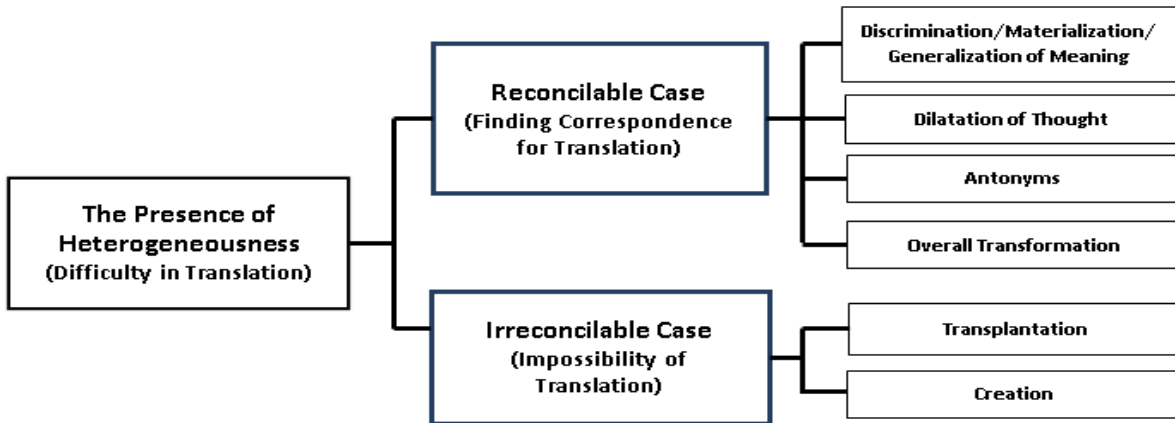 The Presence of
Heterogeneousness
(Difficulty in Translation)
Reconcilable Case
(Finding Correspondence
for Translation)
Discrimination/Materialization/
Generalization of Meaning
Dilatation of Thought
Antonyms
Overall Transformation
Irreconcilable Case
(Impossibility of
Translation)
Transplantation
Creation